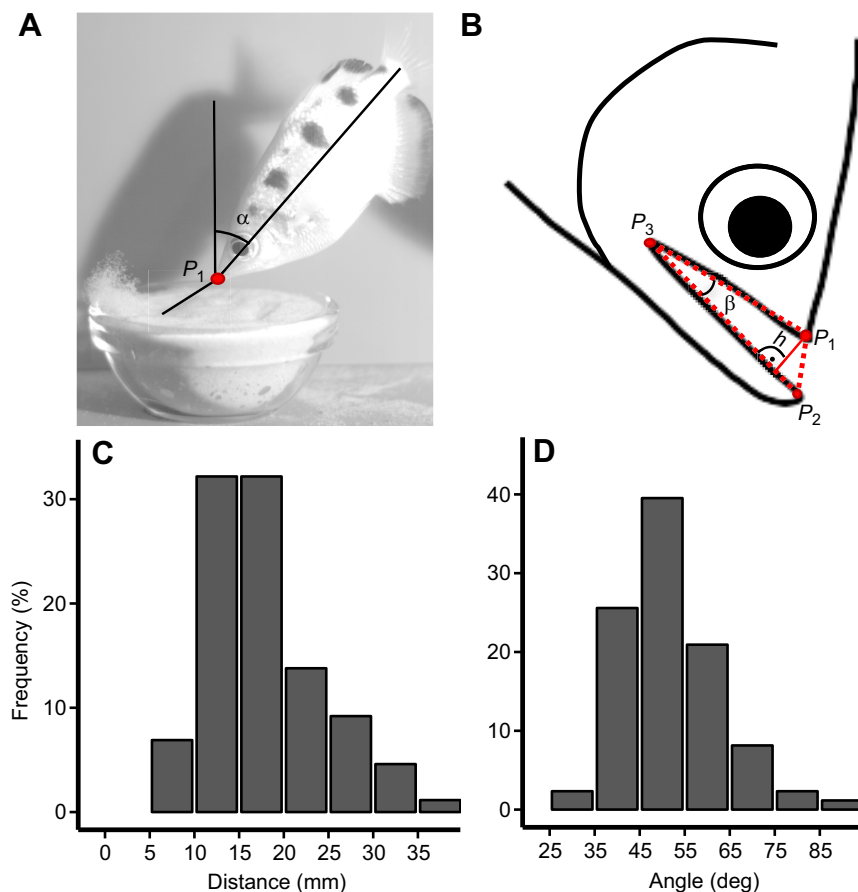 A
α
P1
B
P3
β
h
P1
P2
C
Frequency (%)
30
20
10
0
0 5 10 15 20 25 30 35
Distance (mm)
D
40
30
20
10
0
25 35 45 55 65 75 85
Angle (deg)